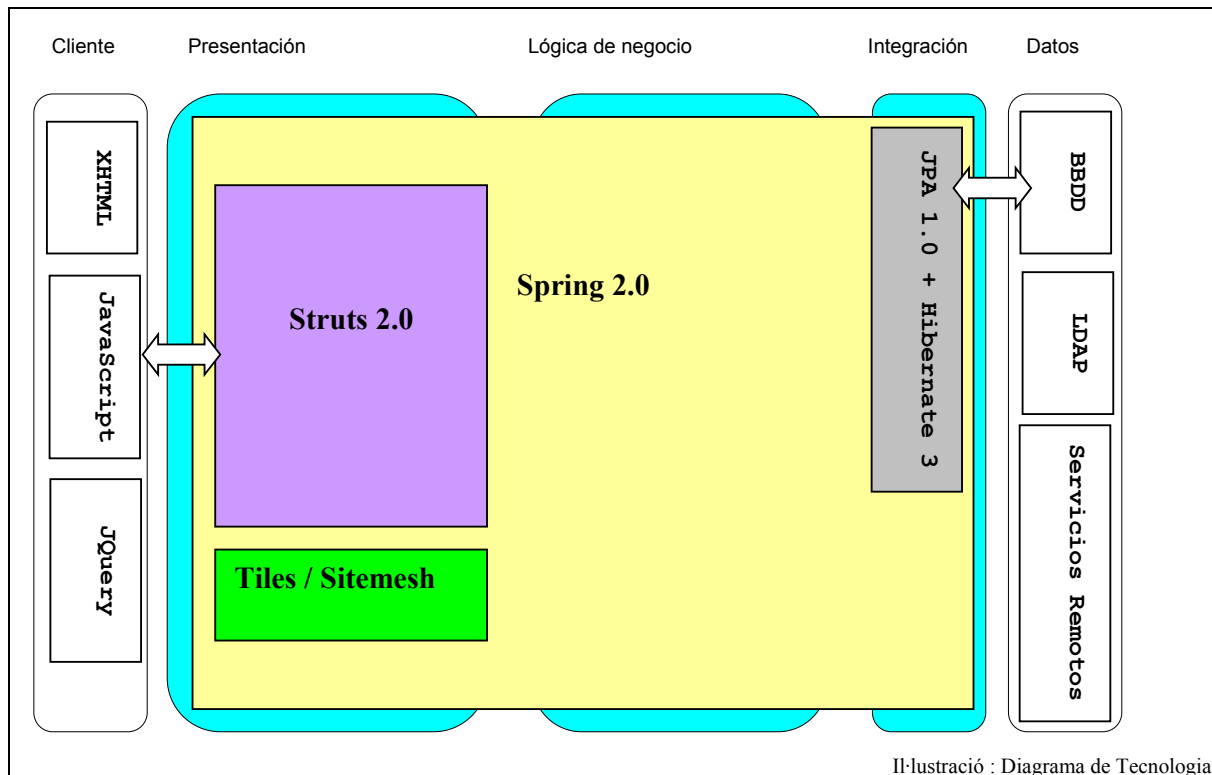 Cliente
Presentación
Lógica de negocio
Integración
Datos
XHTML
JavaScript
JQuery
Struts 2.0
Tiles / Sitemesh
Spring 2.0
JPA 1.0 + Hibernate 3
BBDD
LDAP
Servicios Remotos
Il·lustració : Diagrama de Tecnologia